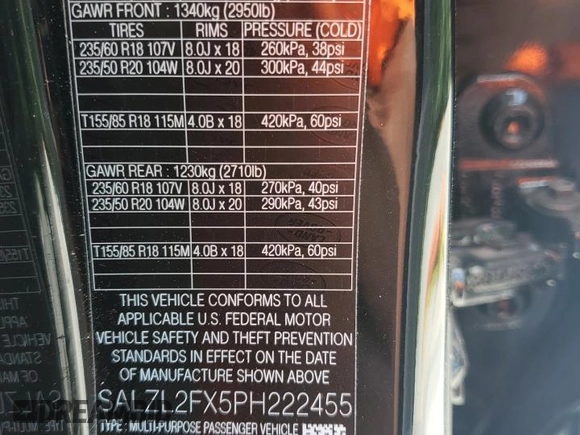 GAWR FRONT : 1340kg (2950lb)
TIRES RIMS PRESSURE (COLD)
235/60 R18 107V 8.0J x 18 260kPa, 38psi
235/50 R20 104W 8.0J x 20 300kPa, 44psi
T155/85 R18 115M 4.0B x 18 420kPa, 60psi
GAWR REAR : 1230kg (2710lb)
235/60 R18 107V 8.0J x 18 270kPa, 40psi
235/50 R20 104W 8.0J x 20 290kPa, 43psi
T155/85 R18 115M 4.0B x 18 420kPa, 60psi
THIS VEHICLE CONFORMS TO ALL
APPLICABLE U.S. FEDERAL MOTOR
VEHICLE SAFETY AND THEFT PREVENTION
STANDARDS IN EFFECT ON THE DATE
OF MANUFACTURE SHOWN ABOVE
SALZL2FX5PH222455
TYPE : MULTI-PURPOSE PASSENGER VEHICLE